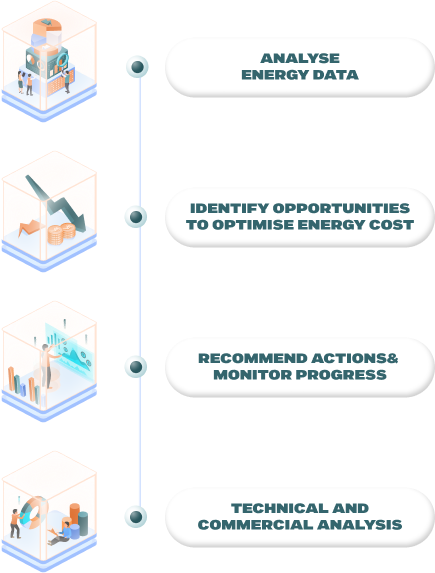 ANALYSE
ENERGY DATA
IDENTIFY OPPORTUNITIES
TO OPTIMISE ENERGY COST
RECOMMEND ACTIONS&
MONITOR PROGRESS
TECHNICAL AND
COMMERCIAL ANALYSIS